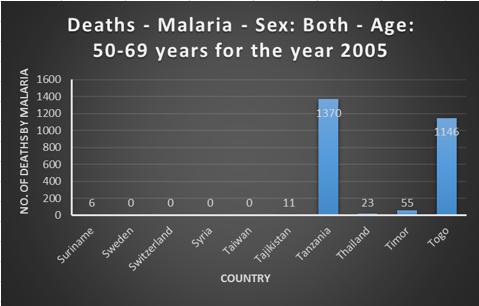 Deaths - Malaria - Sex: Both - Age:
50-69 years for the year 2005
NO. OF DEATHS BY MALARIA
1600
1400
1200
1000
800
600
400
200
0
6
0
0
0
0
11
1370
23
55
1146
Suriname
Sweden
Switzerland
Syria
Taiwan
Tajikistan
Tanzania
Thailand
Timor
Togo
COUNTRY